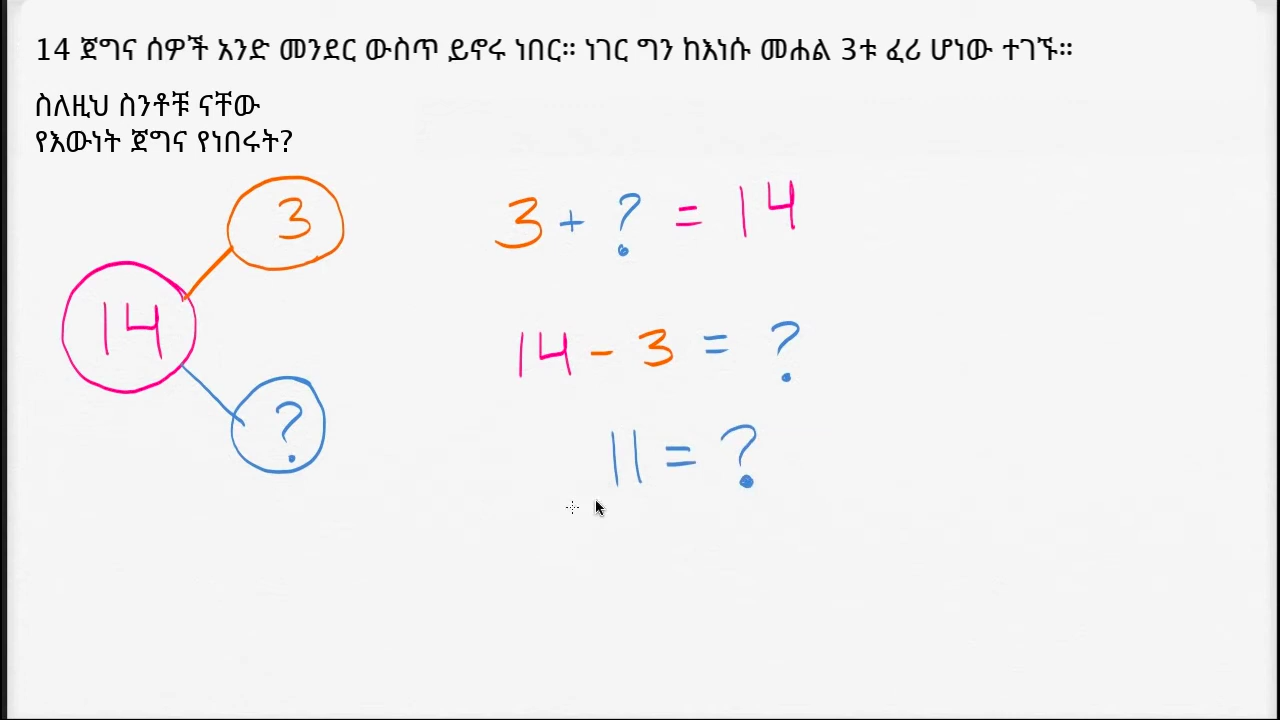 14 ጀግና ሰዎች አንድ መንደር ውስጥ ይኖሩ ነበር። ነገር ግን ከእነሱ መሐል 3ቱ ፈሪ ሆነው ተገኙ።
ስለዚህ ስንቶቹ ናቸው
የእውነት ጀግና የነበሩት?
3
3 + ? = 14
14
14 - 3 = ?
?
11 = ?